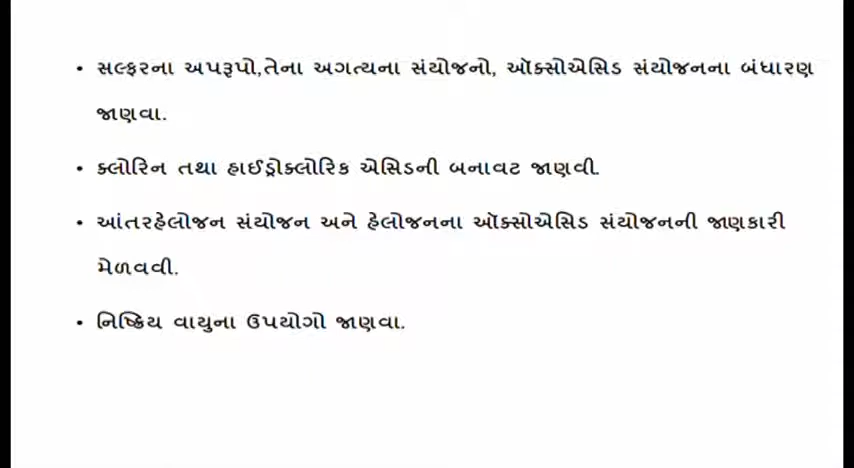 • સલ્ફરના અપરૂપો,તેના અગત્યના સંયોજનો, ઑક્સોએસિડ સંયોજનના બંધારણ
જાણવા.
• ક્લોરિન તથા હાઈડ્રોક્લોરિક એસિડની બનાવટ જાણવી.
• આંતરહેલોજન સંયોજન અને હેલોજનના ઑક્સોએસિડ સંયોજનની જાણકારી
મેળવવી.
• નિષ્ક્રિય વાયુના ઉપયોગો જાણવા.